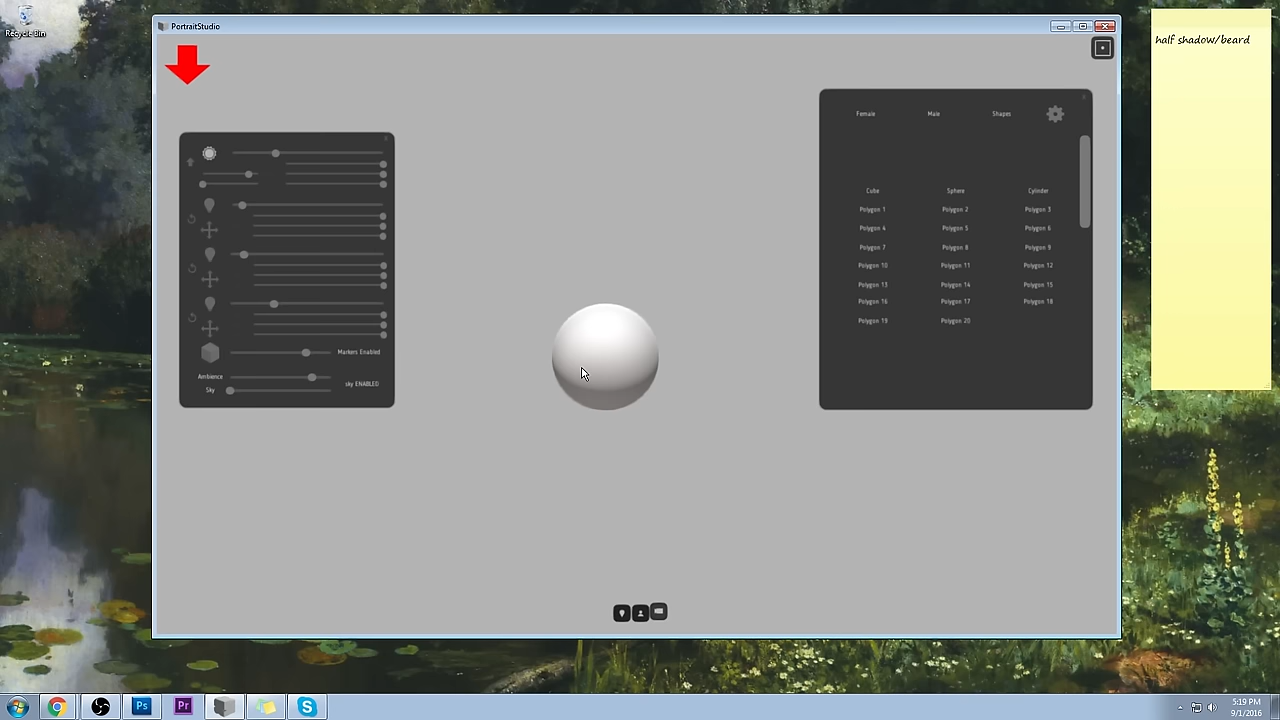 PortraitStudio
Recycle Bin
half shadow/beard
Female Male Shapes
Cube Sphere Cylinder
Polygon 1 Polygon 2 Polygon 3
Polygon 4 Polygon 5 Polygon 6
Polygon 7 Polygon 8 Polygon 9
Polygon 10 Polygon 11 Polygon 12
Polygon 13 Polygon 14 Polygon 15
Polygon 16 Polygon 17 Polygon 18
Polygon 19 Polygon 20
Markers Enabled
Ambience
sky ENABLED
Sky
Ps
Pr
5:19 PM
9/1/2016